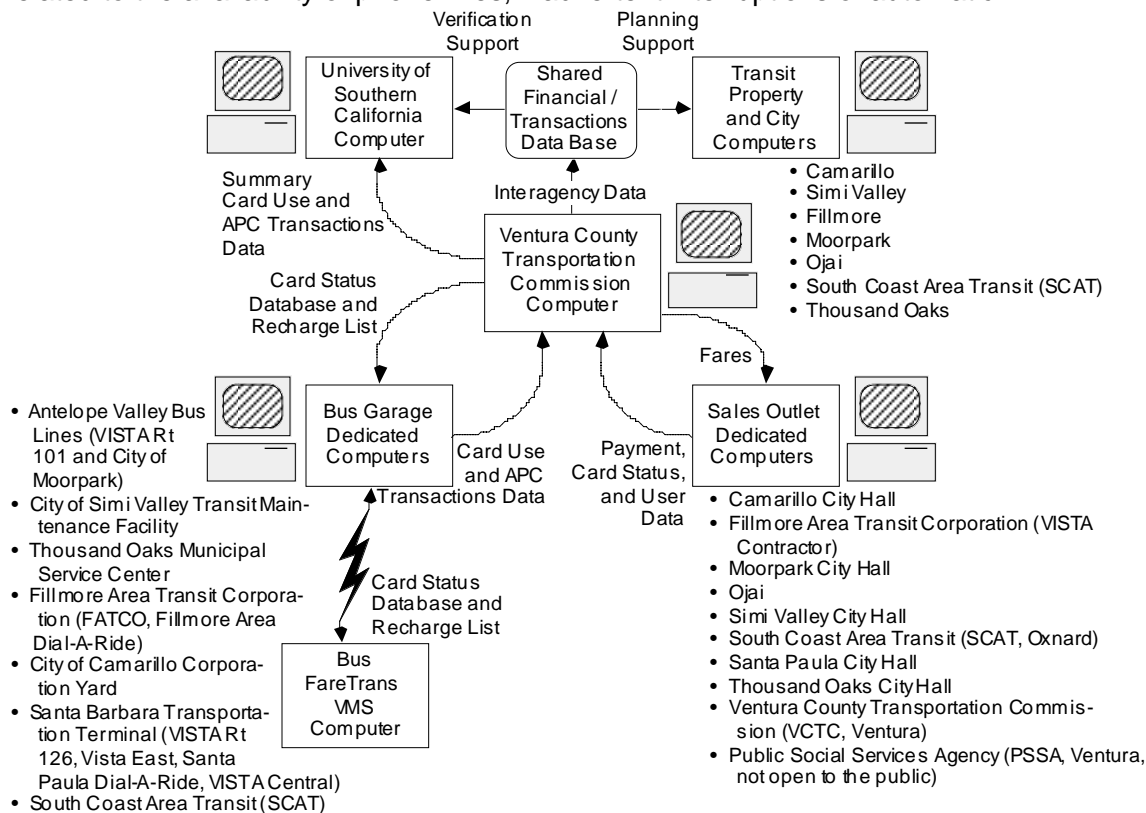 Verification
Support
Planning
Support
University of
Southern
California
Computer
Shared
Financial /
Transactions
Data Base
Transit
Property
and City
Computers
• Camarillo
• Simi Valley
• Fillmore
• Moorpark
• Ojai
• South Coast Area Transit (SCAT)
• Thousand Oaks
Summary
Card Use and
APC Transactions
Data
Interagency Data
Ventura County
Transportation
Commission
Computer
Card Status
Database and
Recharge List
Fares
• Antelope Valley Bus
Lines (VISTA Rt
101 and City of
Moorpark)
• City of Simi Valley Transit Main-
tenance Facility
• Thousand Oaks Municipal
Service Center
• Fillmore Area Transit Corpora-
tion (FATCO, Fillmore Area
Dial-A-Ride)
• City of Camarillo Corpora-
tion Yard
• Santa Barbara Transporta-
tion Terminal (VISTA Rt
126, Vista East, Santa
Paula Dial-A-Ride, VISTA Central)
• South Coast Area Transit (SCAT)
Bus Garage
Dedicated
Computers
Card Use
and APC
Transactions Data
Payment,
Card Status,
and User
Data
Sales Outlet
Dedicated
Computers
• Camarillo City Hall
• Fillmore Area Transit Corporation (VISTA
Contractor)
• Moorpark City Hall
• Ojai
• Simi Valley City Hall
• South Coast Area Transit (SCAT, Oxnard)
• Santa Paula City Hall
• Thousand Oaks City Hall
• Ventura County Transportation Commis-
sion (VCTC, Ventura)
• Public Social Services Agency (PSSA, Ventura,
not open to the public)
Card Status
Database and
Recharge List
Bus
FareTrans
VMS
Computer